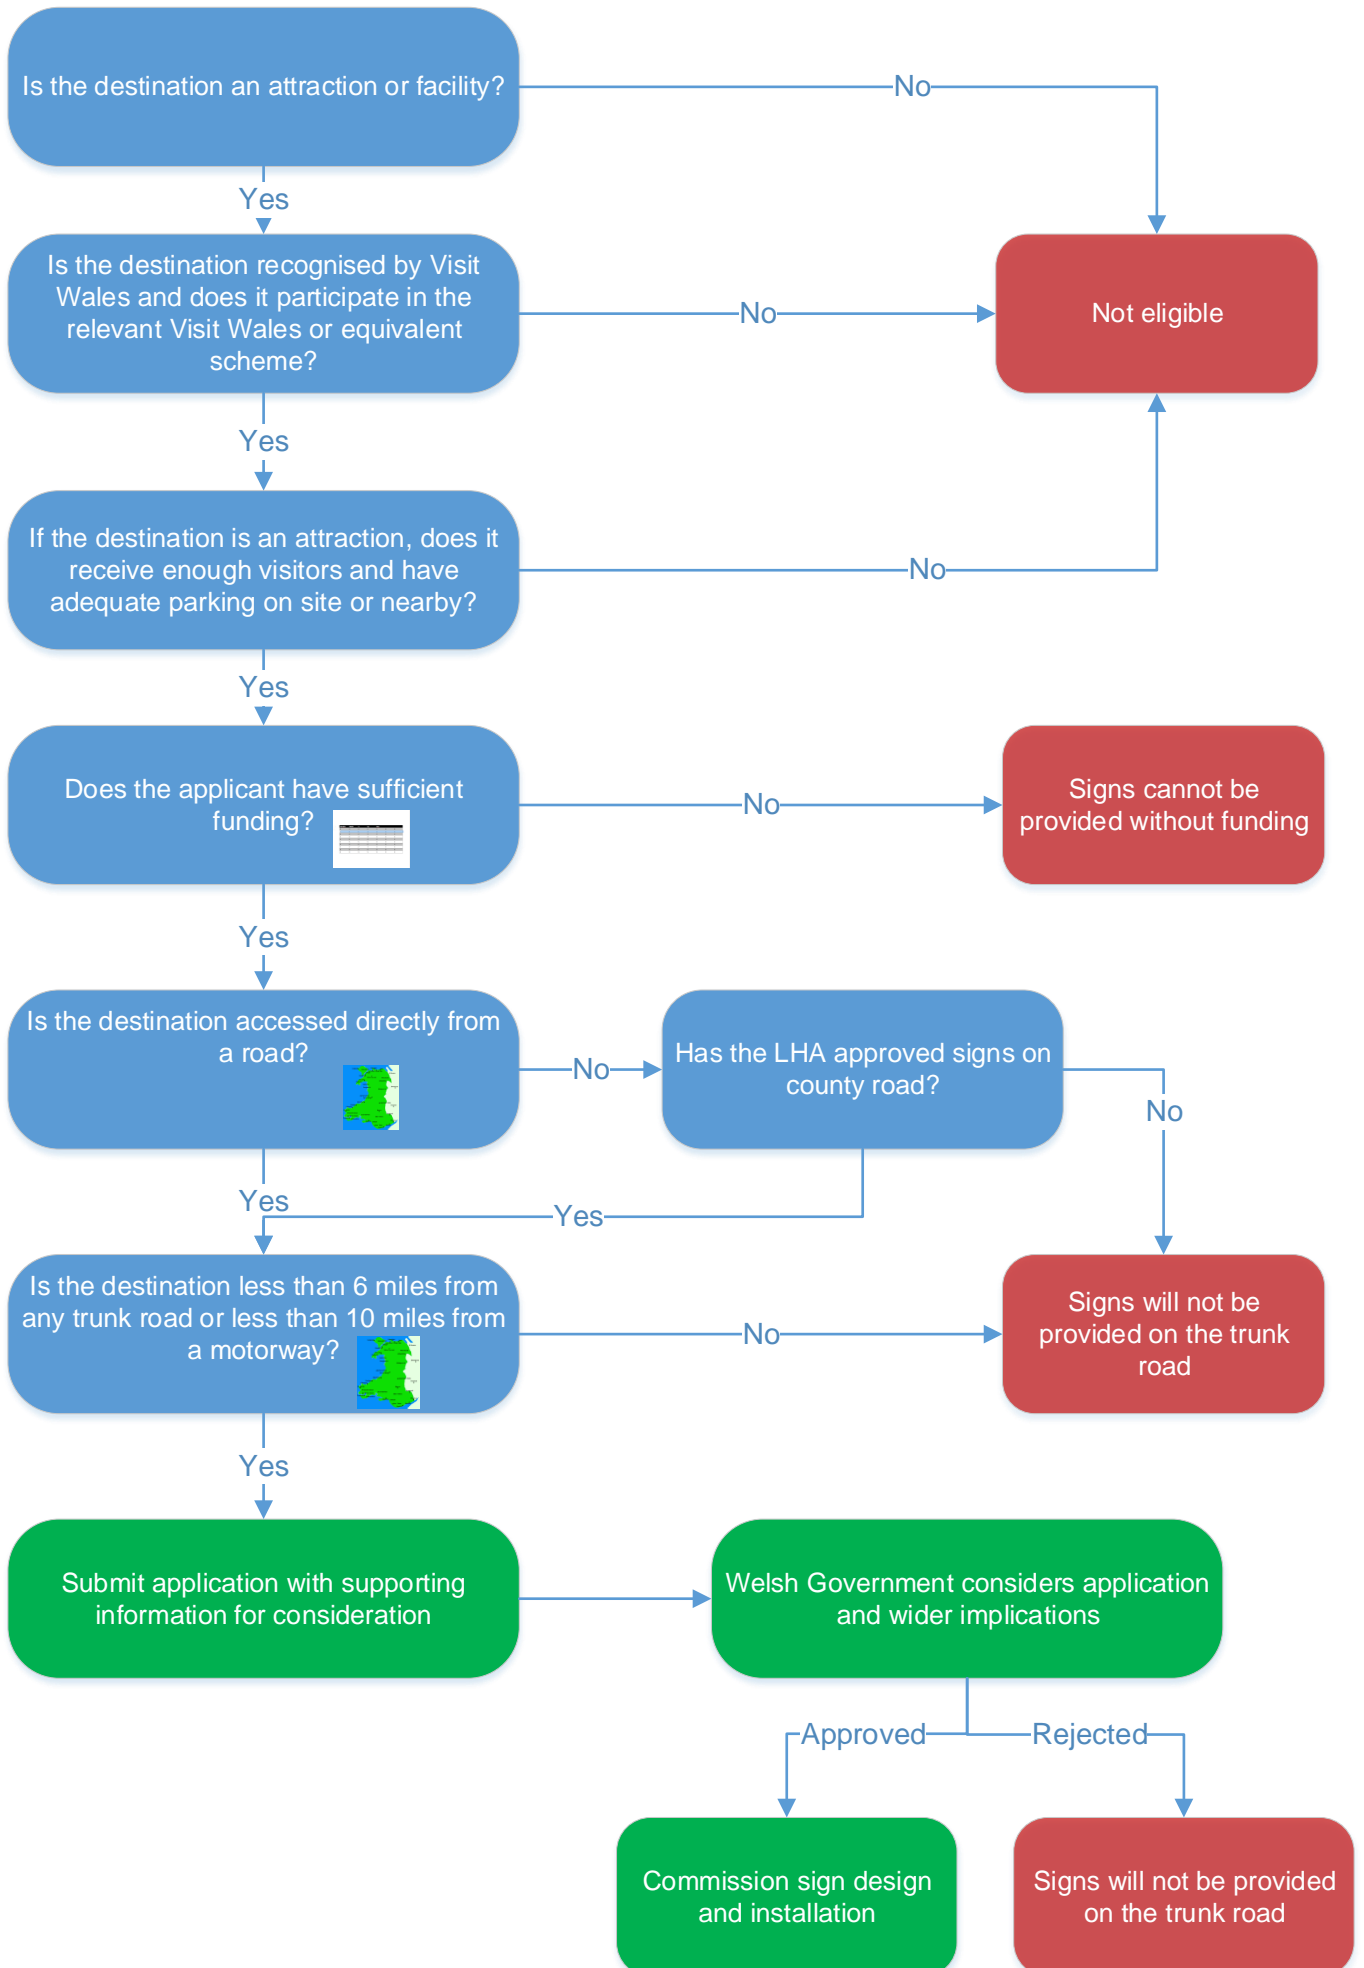 Is the destination an attraction or facility?
No
Yes
Is the destination recognised by Visit
Wales and does it participate in the
relevant Visit Wales or equivalent
scheme?
No
Not eligible
Yes
If the destination is an attraction, does it
receive enough visitors and have
adequate parking on site or nearby?
No
Yes
Does the applicant have sufficient
funding?
No
Signs cannot be
provided without funding
Yes
Is the destination accessed directly from
a road?
No
Has the LHA approved signs on
county road?
No
Yes
Yes
Is the destination less than 6 miles from
any trunk road or less than 10 miles from
a motorway?
No
Signs will not be
provided on the trunk
road
Yes
Submit application with supporting
information for consideration
Welsh Government considers application
and wider implications
Approved
Rejected
Commission sign design
and installation
Signs will not be provided
on the trunk road